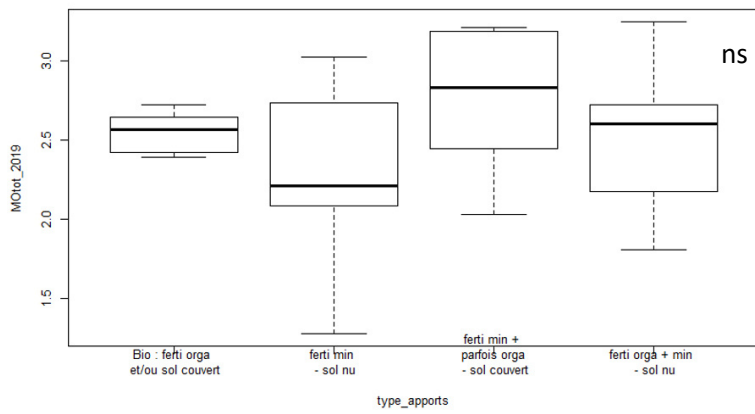 ns
MOtot_2019
3.0
2.5
2.0
1.5
Bio : ferti orga
et/ou sol couvert
ferti min
- sol nu
ferti min +
parfois orga
- sol couvert
ferti orga + min
- sol nu
type_apports